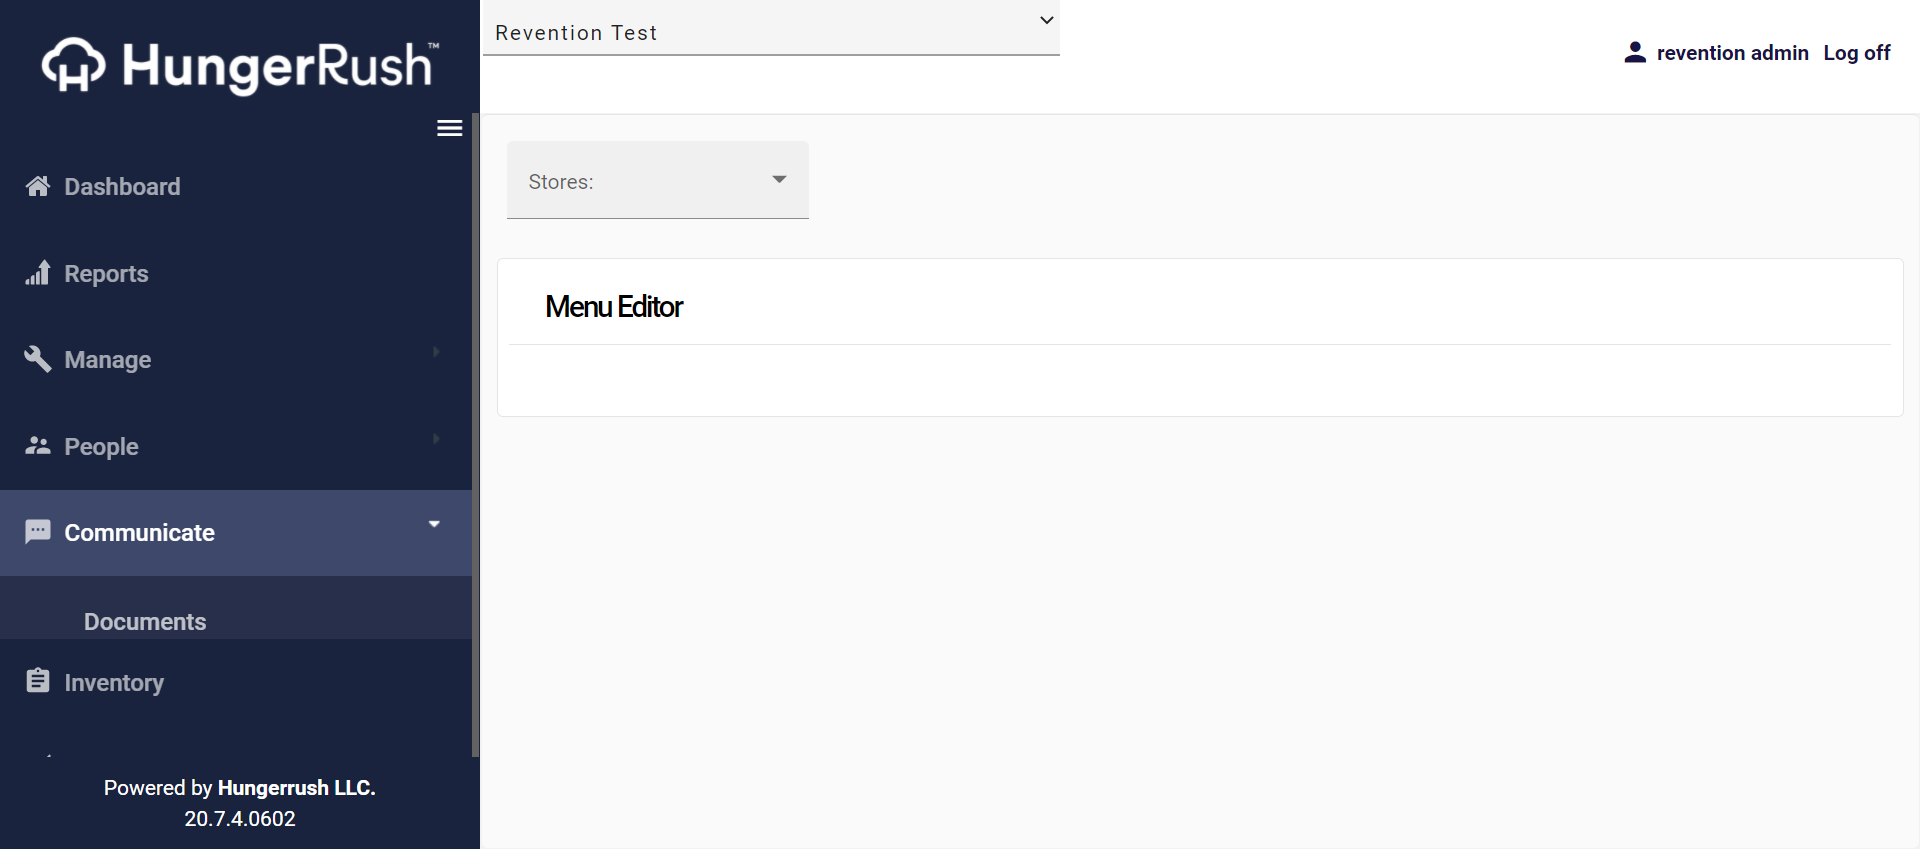 HungerRush™
Revention Test
revention admin
Log off
Dashboard
Reports
Manage
People
Communicate
Documents
Inventory
Powered by Hungerrush LLC.
20.7.4.0602
Stores:
Menu Editor